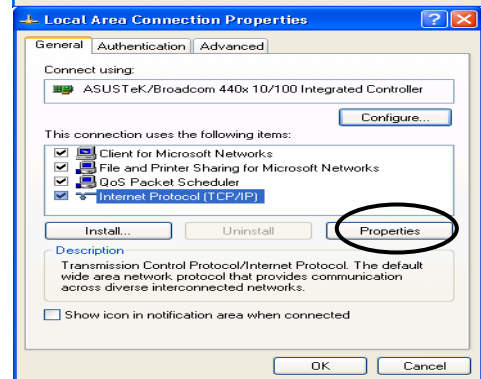 Local Area Connection Properties
General Authentication Advanced
Connect using:
ASUSTeK/Broadcom 440x 10/100 Integrated Controller
Configure...
This connection uses the following items:
Client for Microsoft Networks
File and Printer Sharing for Microsoft Networks
QoS Packet Scheduler
Internet Protocol (TCP/IP)
Install... Uninstall Properties
Description
Transmission Control Protocol/Internet Protocol. The default
wide area network protocol that provides communication
across diverse interconnected networks.
Show icon in notification area when connected
OK Cancel